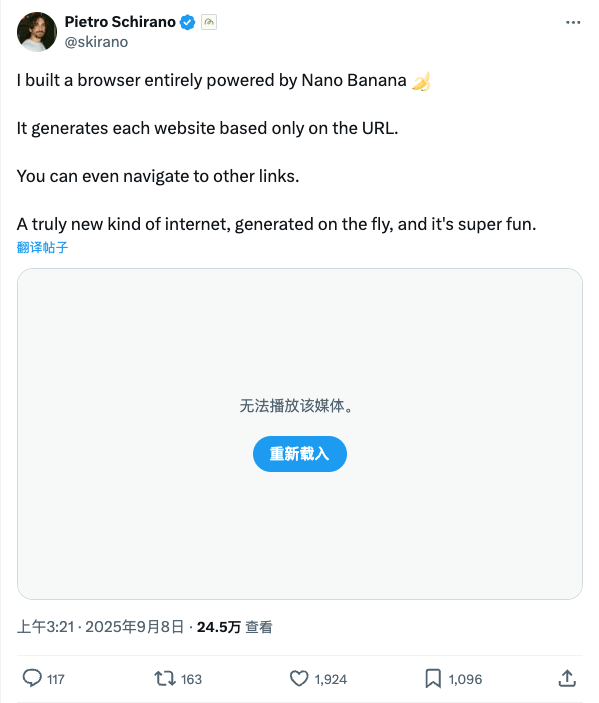 Pietro Schirano
@skirano
I built a browser entirely powered by Nano Banana 🍌
It generates each website based only on the URL.
You can even navigate to other links.
A truly new kind of internet, generated on the fly, and it's super fun.
翻译帖子
无法播放该媒体。
重新载入
上午3:21 · 2025年9月8日 · 24.5万 查看
117 163 1,924 1,096